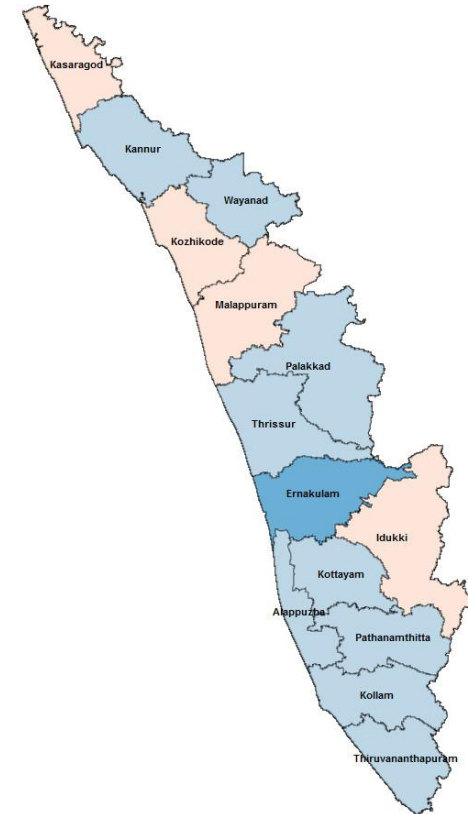 Kasaragod
Kannur
Wayanad
Kozhikode
Malappuram
Palakkad
Thrissur
Ernakulam
Idukki
Kottayam
Alappuzha
Pathanamthitta
Kollam
Thiruvananthapuram